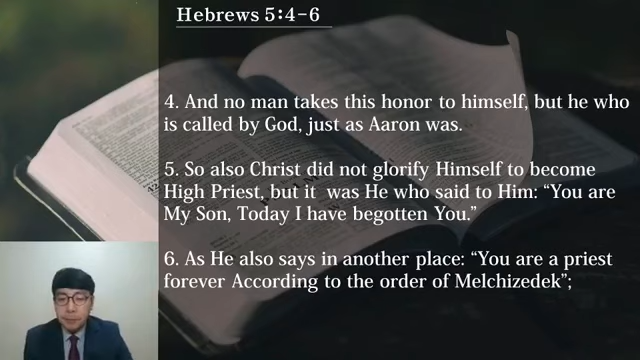 Hebrews 5:4-6
4. And no man takes this honor to himself, but he who
is called by God, just as Aaron was.
5. So also Christ did not glorify Himself to become
High Priest, but it was He who said to Him: “You are
My Son, Today I have begotten You.”
6. As He also says in another place: “You are a priest
forever According to the order of Melchizedek”;